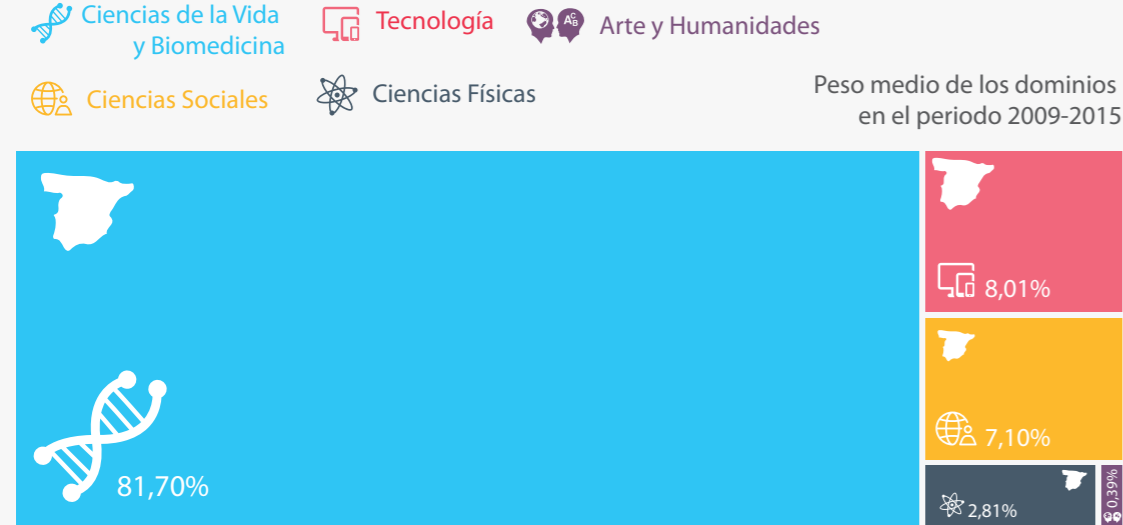 Ciencias de la Vida
y Biomedicina
Tecnología
Arte y Humanidades
Ciencias Sociales
Ciencias Físicas
Peso medio de los dominios
en el periodo 2009-2015
81,70%
8,01%
7,10%
2,81%
0,39%